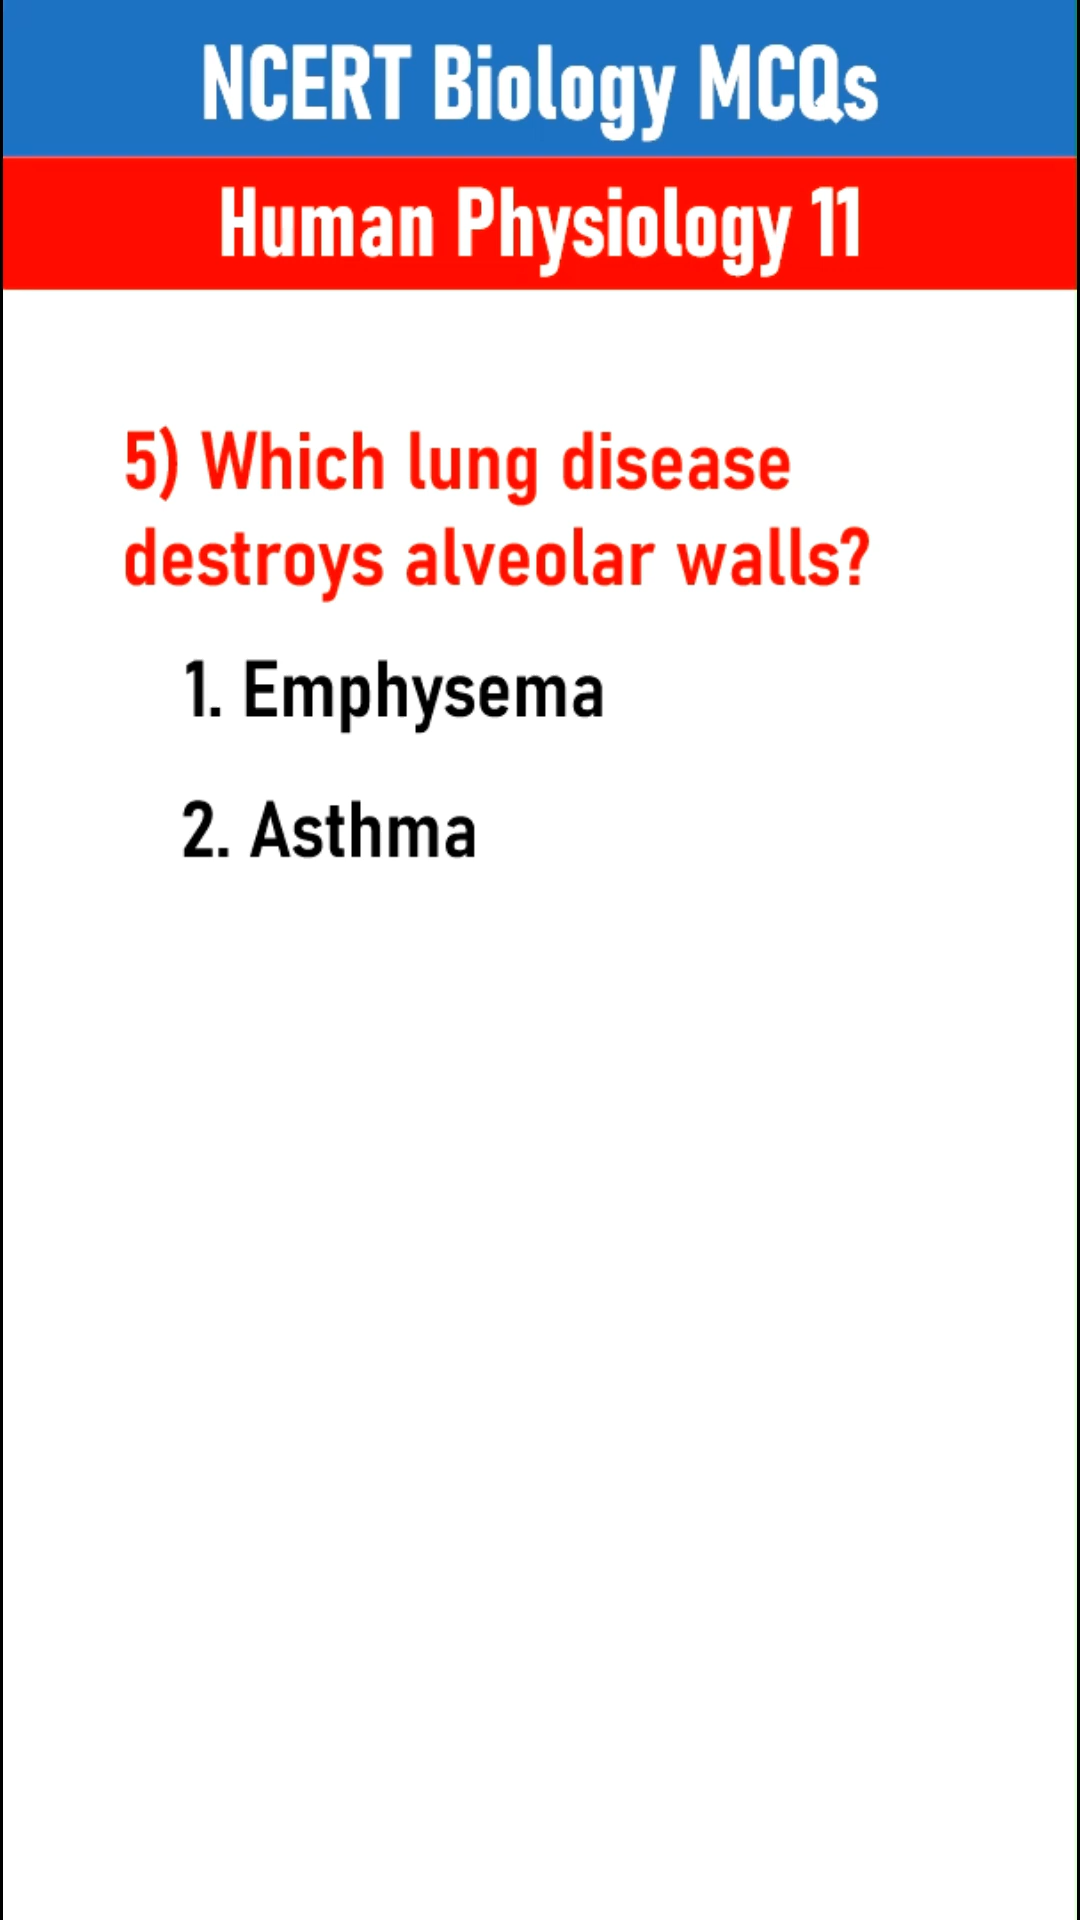 NCERT Biology MCQs
Human Physiology 11
5) Which lung disease
destroys alveolar walls?
1. Emphysema
2. Asthma